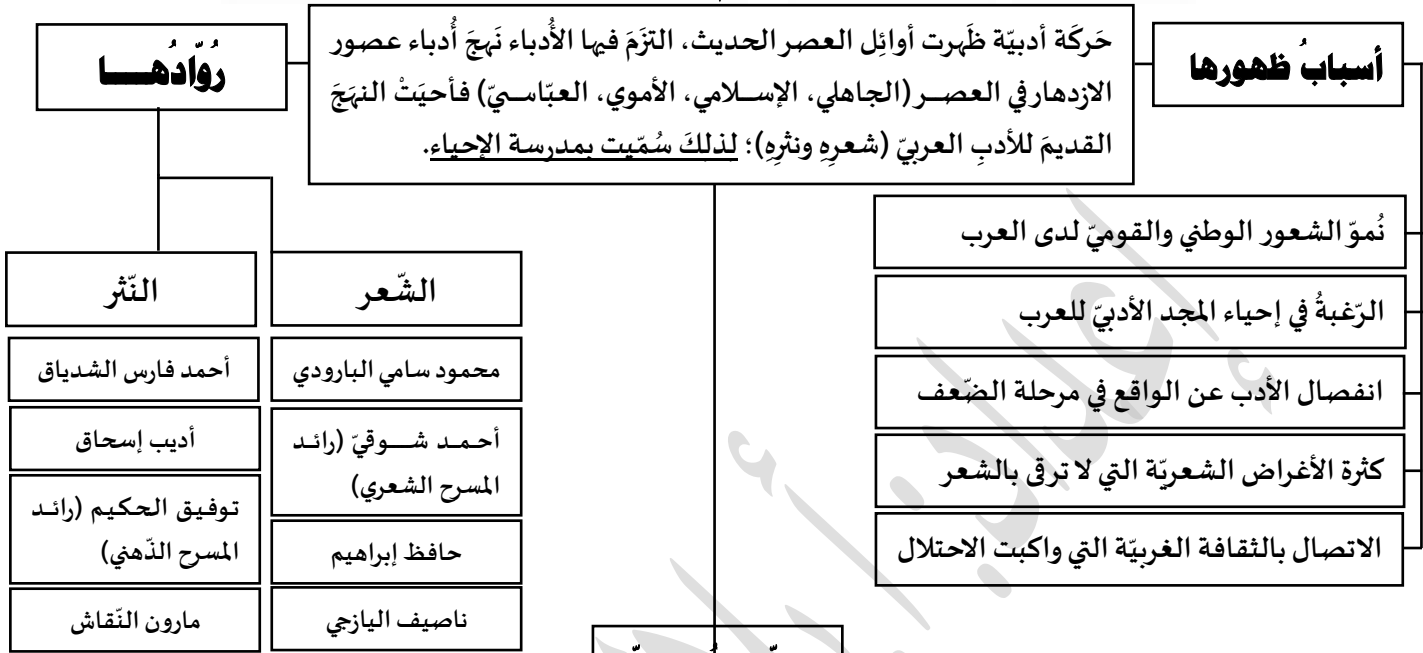 أسبابُ ظهورها
حَركَة أدبيّة ظَهرت أوائِل العصر الحديث، التزَمَ فيها الأُدباء نَهجَ أُدباء عصور
الازدهار في العصر (الجاهلي، الإسلامي، الأموي، العبّاسيّ) فأحيَتْ النهَجَ
القديمَ للأدبِ العربيّ (شعرِهِ ونثرِهِ)؛ لِذلِكَ سُمّيت بمدرسة الإحياء.
رُوّادُها
نُموّ الشعور الوطني والقوميّ لدى العرب
الرّغبةُ في إحياء المجد الأدبيّ للعرب
انفصال الأدب عن الواقع في مرحلة الضّعف
كثرة الأغراض الشعريّة التي لا ترقى بالشعر
الاتصال بالثقافة الغربيّة التي واكبت الاحتلال
الشّعر
محمود سامي البارودي
أحمد شوقيّ (رائد
المسرح الشعري)
حافظ إبراهيم
ناصيف اليازجي
النّثر
أحمد فارس الشدياق
أديب إسحاق
توفيق الحكيم (رائد
المسرح الذّهني)
مارون النّقاش